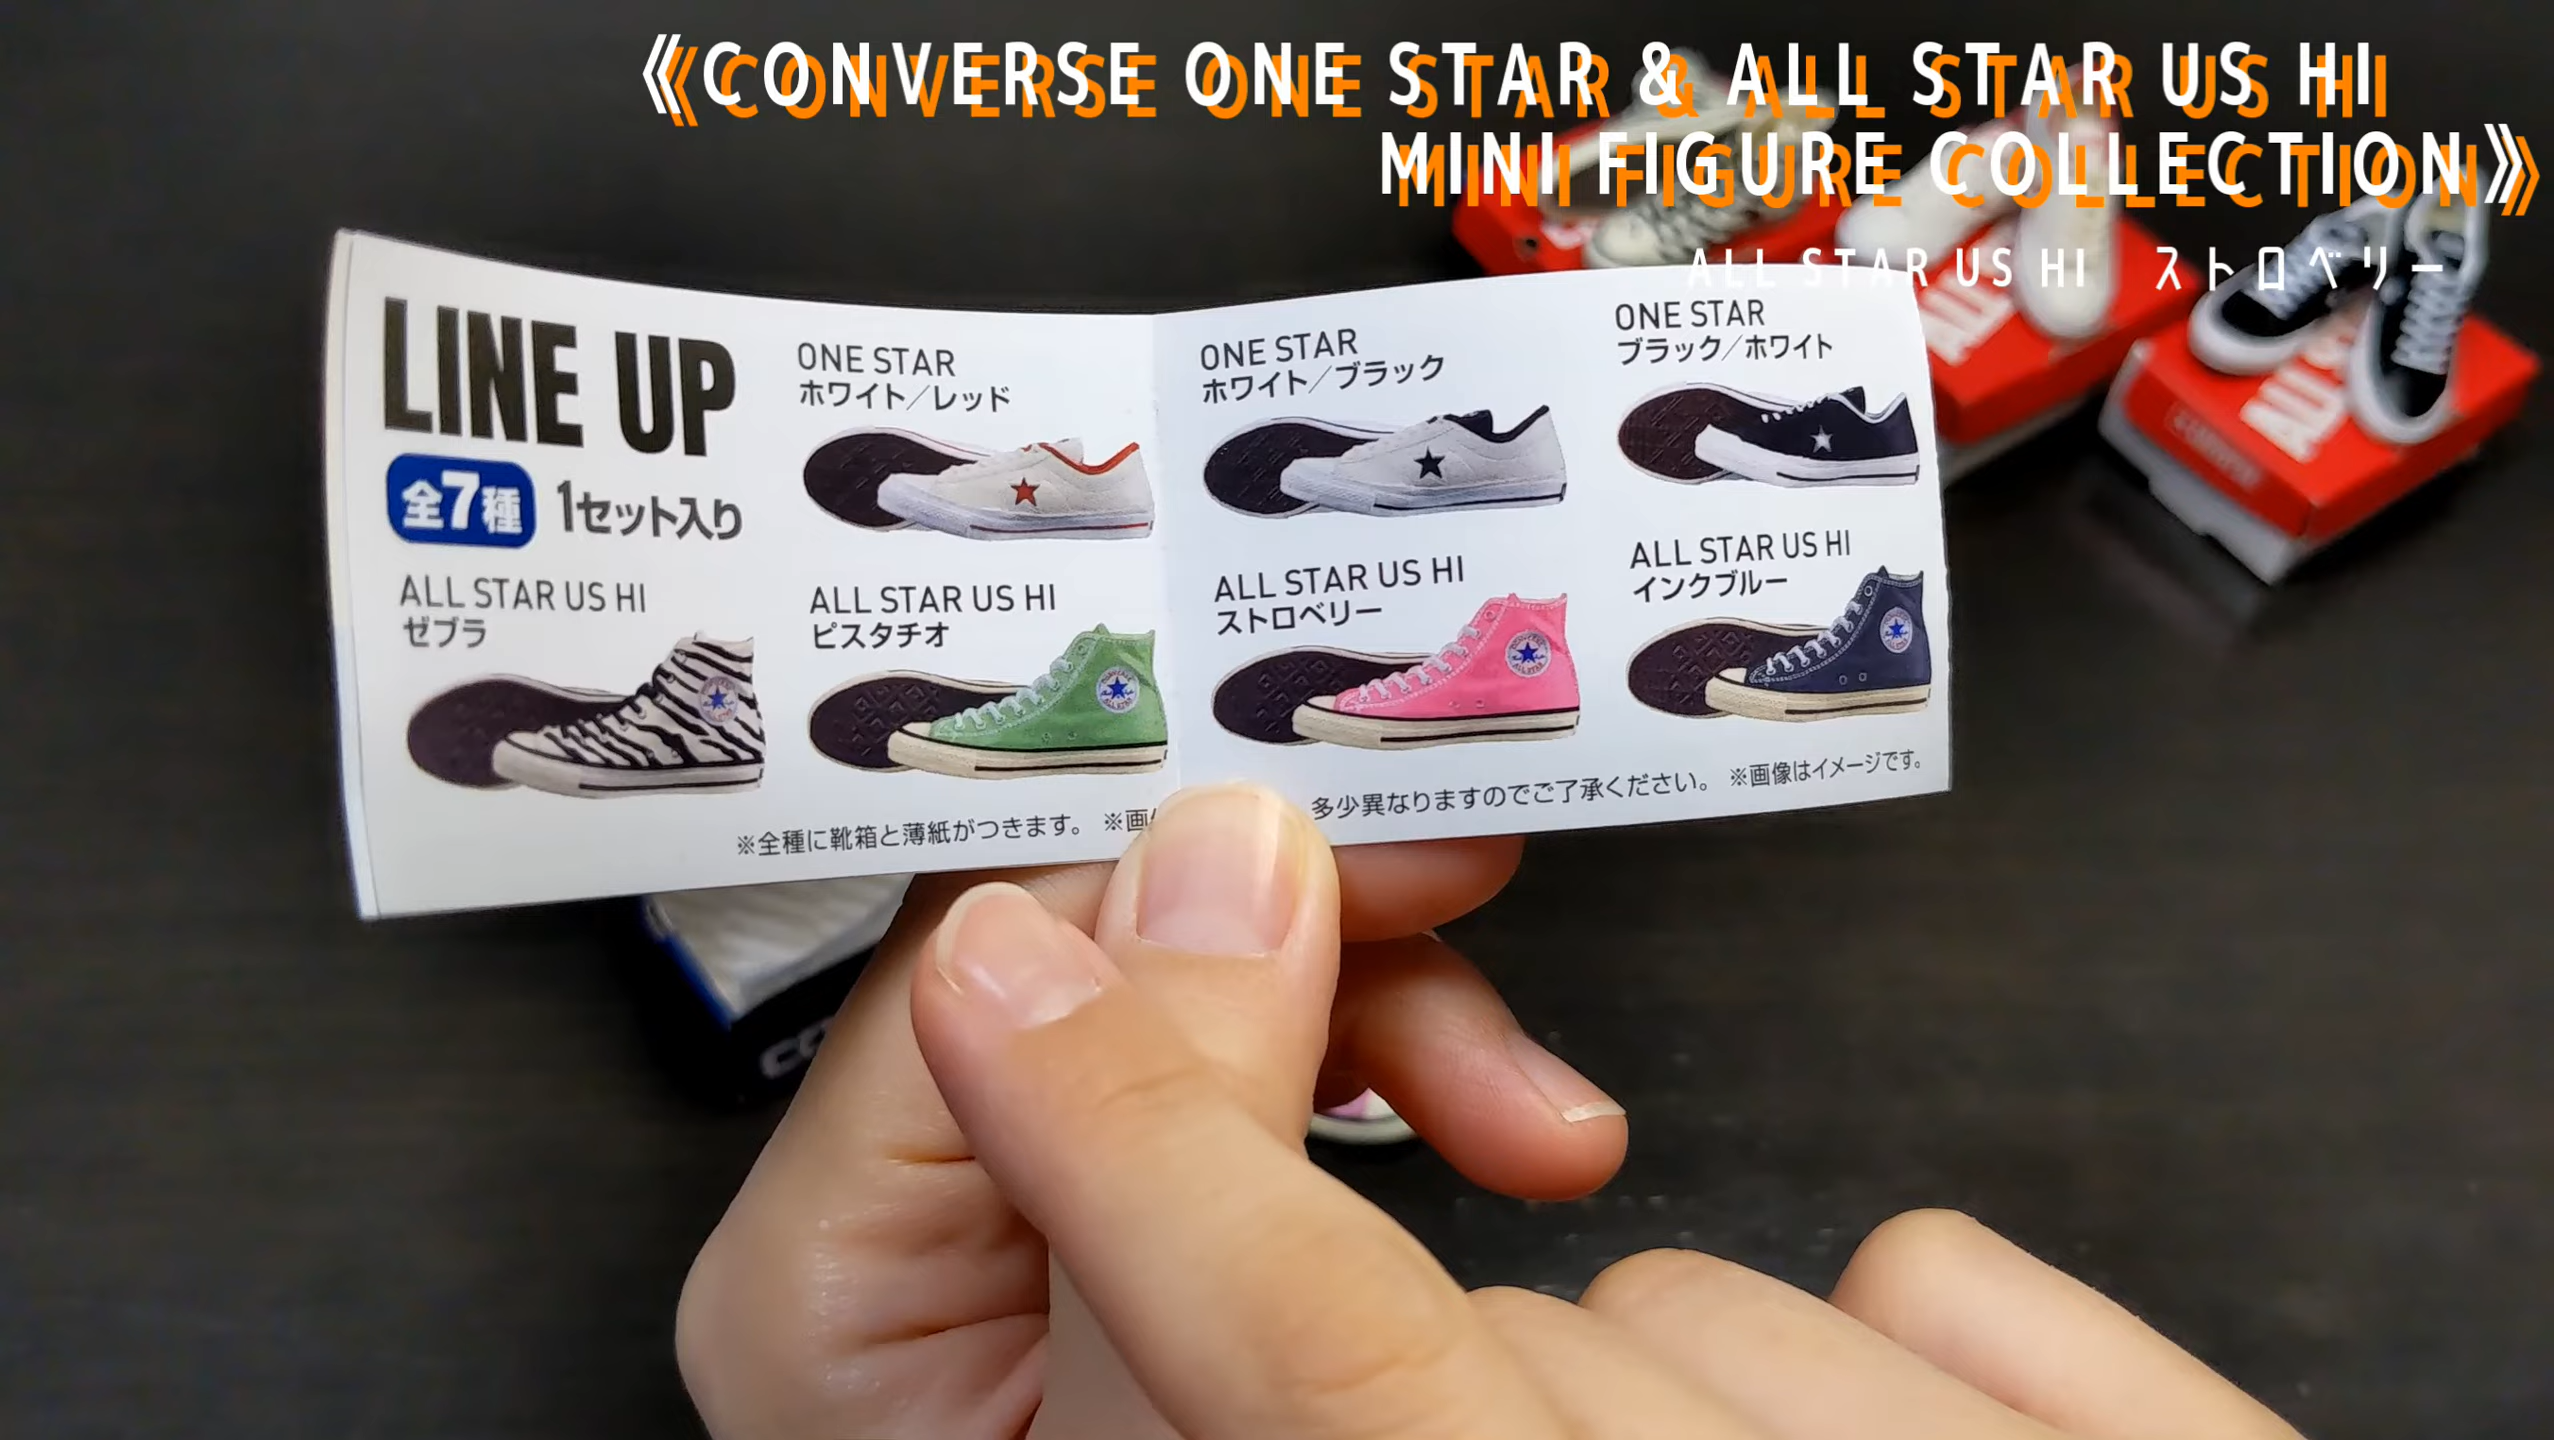 《CONVERSE ONE STAR & ALL STAR US HI
MINI FIGURE COLLECTION》
ALL STAR US HI ストロベリー
LINE UP
全7種 1セット入り
ONE STAR
ホワイト/レッド
ONE STAR
ホワイト/ブラック
ONE STAR
ブラック/ホワイト
ALL STAR US HI
ゼブラ
ALL STAR US HI
ピスタチオ
ALL STAR US HI
ストロベリー
ALL STAR US HI
インクブルー
※全種に靴箱と薄紙がつきます。 ※画 多少異なりますのでご了承ください。 ※画像はイメージです。